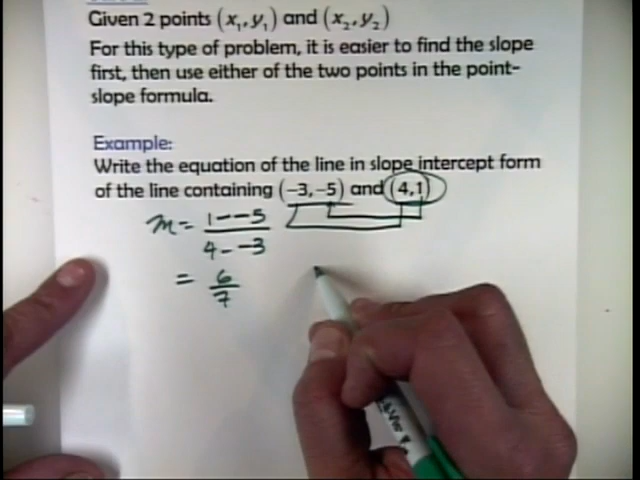 Given 2 points (x₁, y₁) and (x₂, y₂)
For this type of problem, it is easier to find the slope
first, then use either of the two points in the point-
slope formula.
Example:
Write the equation of the line in slope intercept form
of the line containing (−3, −5) and (4, 1)
m = 1 - -5 / 4 - -3
= 6/7